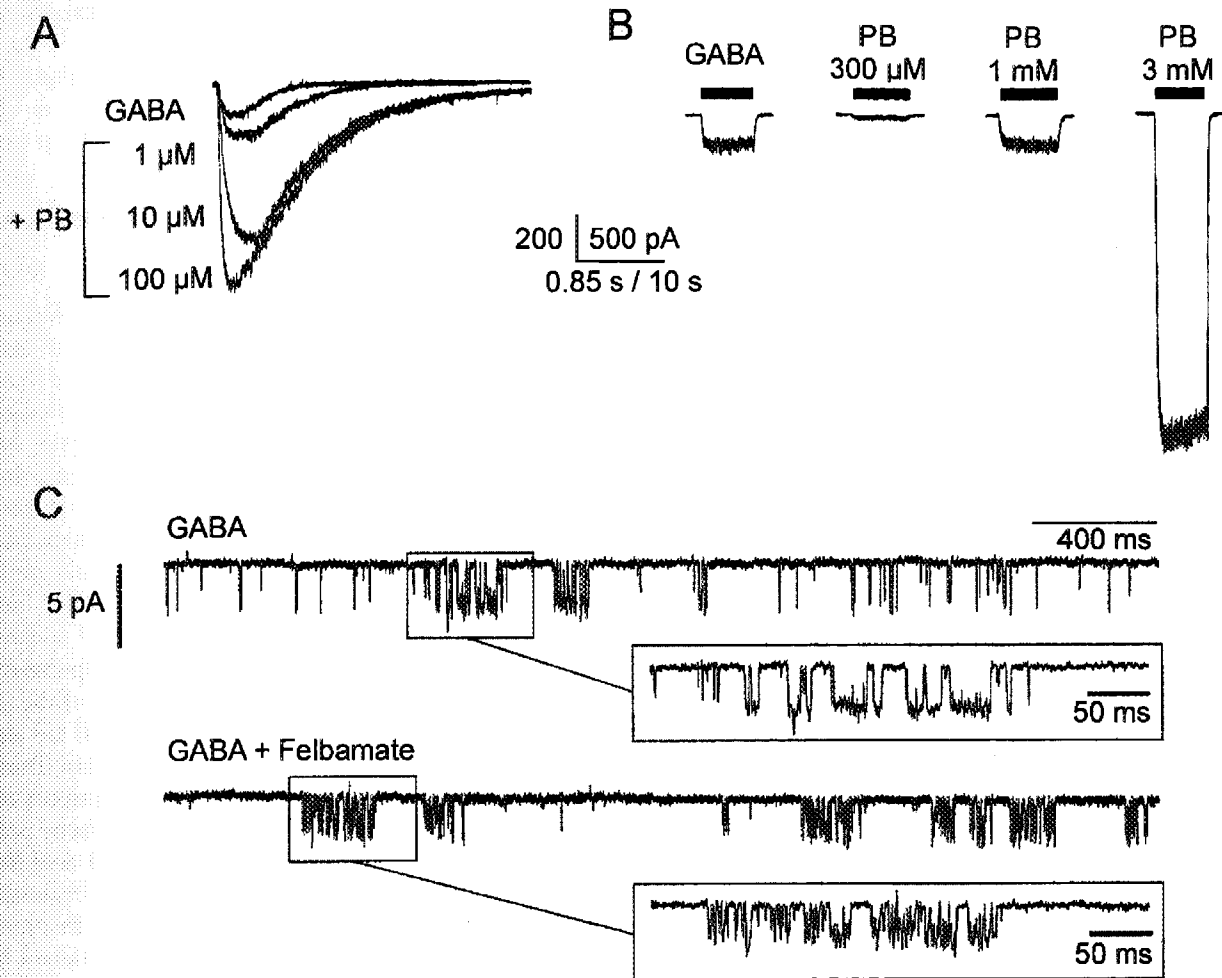 A
GABA
1 µM
+ PB
10 µM
100 µM
200 500 pA
0.85 s / 10 s
B
GABA
PB
300 µM
PB
1 mM
PB
3 mM
C
GABA
400 ms
5 pA
50 ms
GABA + Felbamate
50 ms